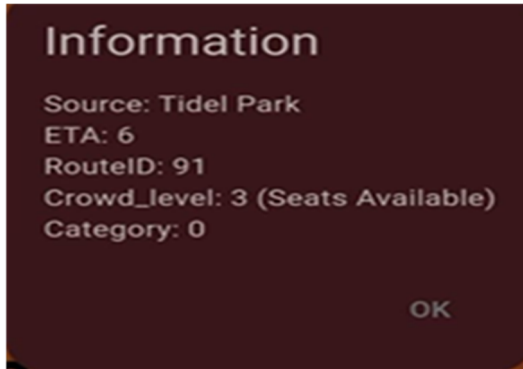 Information
Source: Tidel Park
ETA: 6
RouteID: 91
Crowd_level: 3 (Seats Available)
Category: 0
OK